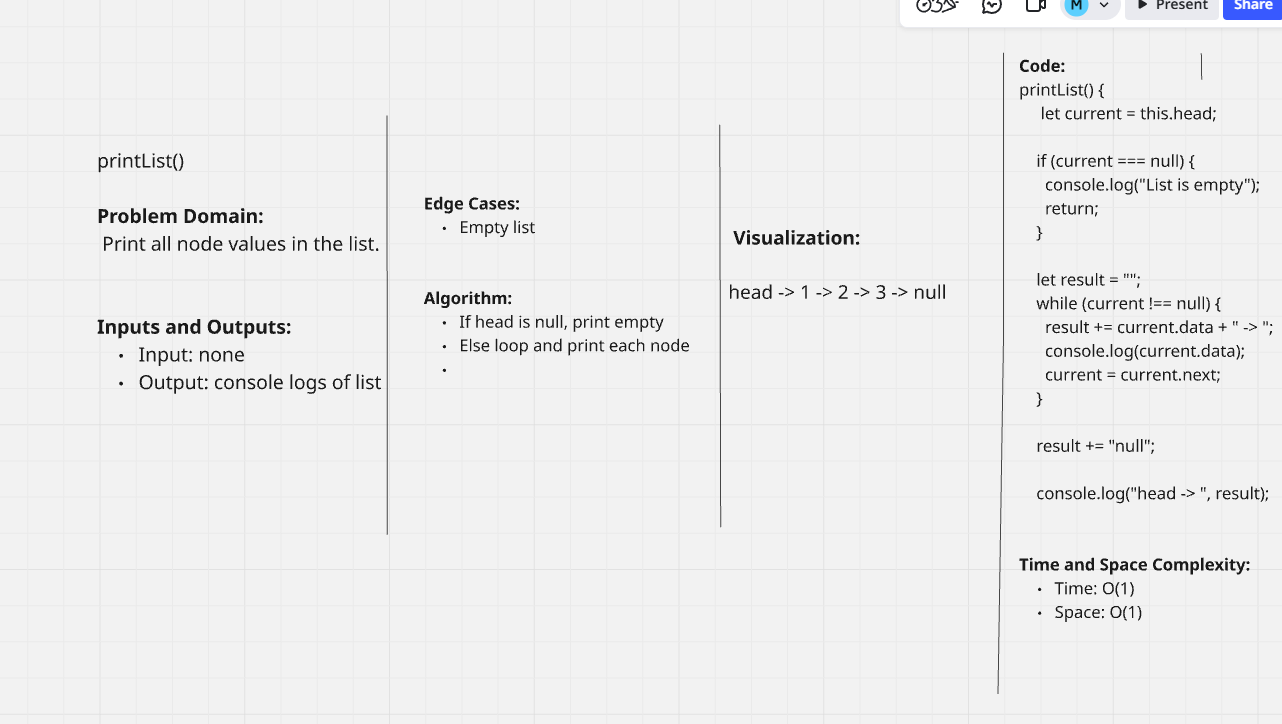 M
Present
Share
printList()
Problem Domain:
Print all node values in the list.
Inputs and Outputs:
• Input: none
• Output: console logs of list
Edge Cases:
• Empty list
Algorithm:
• If head is null, print empty
• Else loop and print each node
•
Visualization:
head -> 1 -> 2 -> 3 -> null
Code:
printList() {
let current = this.head;
if (current === null) {
console.log("List is empty");
return;
}
let result = "";
while (current !== null) {
result += current.data + " -> ";
console.log(current.data);
current = current.next;
}
result += "null";
console.log("head -> ", result);
Time and Space Complexity:
• Time: O(1)
• Space: O(1)